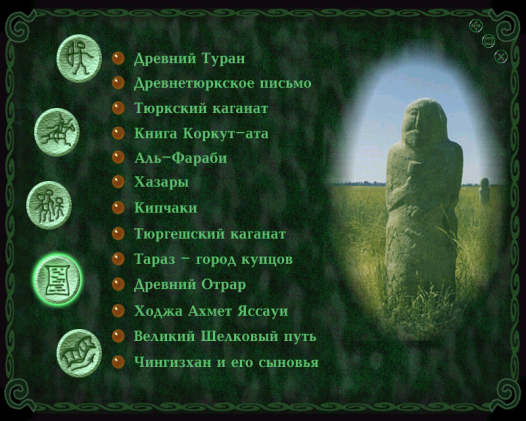 Древний Туран
Древнетюркское письмо
Тюркский каганат
Книга Коркут-ата
Аль-Фараби
Хазары
Кипчаки
Тюргешский каганат
Тараз - город купцов
Древний Отрар
Ходжа Ахмет Яссауи
Великий Шелковый путь
Чингизхан и его сыновья